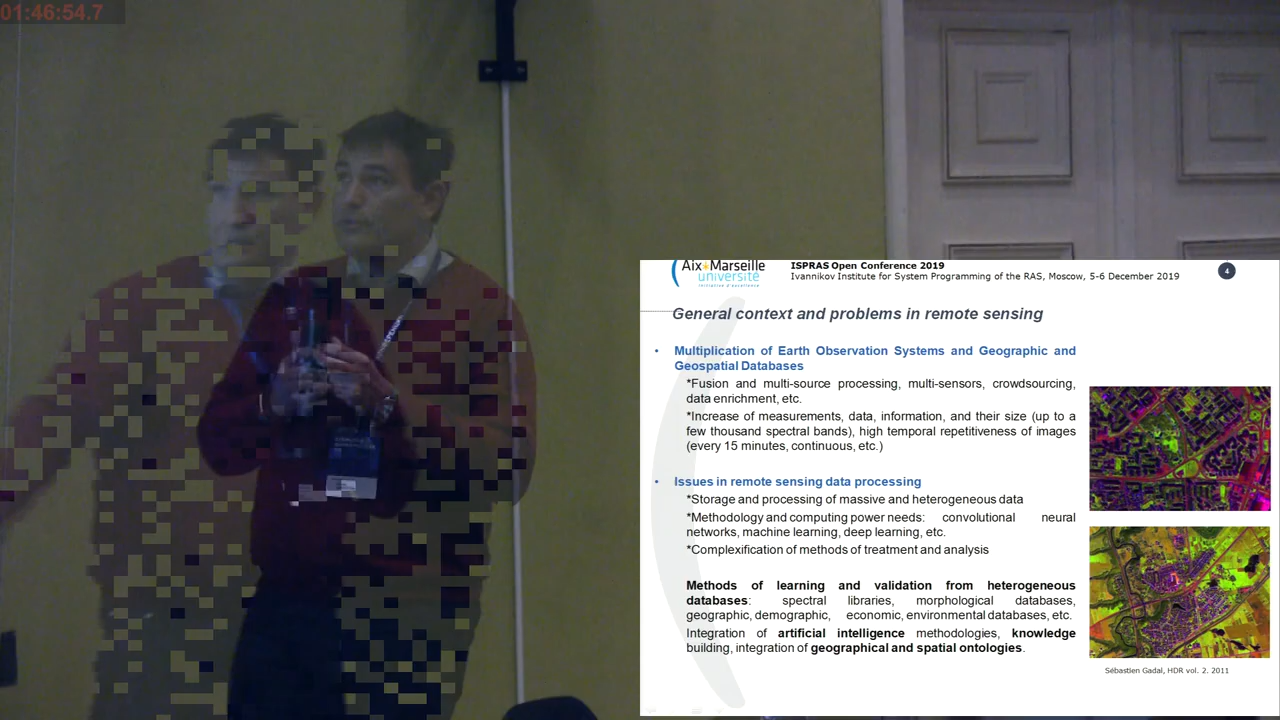 01:46:54.7
Aix*Marseille
université
Initiative d'excellence
ISPRAS Open Conference 2019
Ivannikov Institute for System Programming of the RAS, Moscow, 5-6 December 2019
4
General context and problems in remote sensing
• Multiplication of Earth Observation Systems and Geographic and
Geospatial Databases
*Fusion and multi-source processing, multi-sensors, crowdsourcing,
data enrichment, etc.
*Increase of measurements, data, information, and their size (up to a
few thousand spectral bands), high temporal repetitiveness of images
(every 15 minutes, continuous, etc.)
• Issues in remote sensing data processing
*Storage and processing of massive and heterogeneous data
*Methodology and computing power needs: convolutional neural
networks, machine learning, deep learning, etc.
*Complexification of methods of treatment and analysis
Methods of learning and validation from heterogeneous
databases: spectral libraries, morphological databases,
geographic, demographic, economic, environmental databases, etc.
Integration of artificial intelligence methodologies, knowledge
building, integration of geographical and spatial ontologies.
Sébastien Gadal, HDR vol. 2. 2011